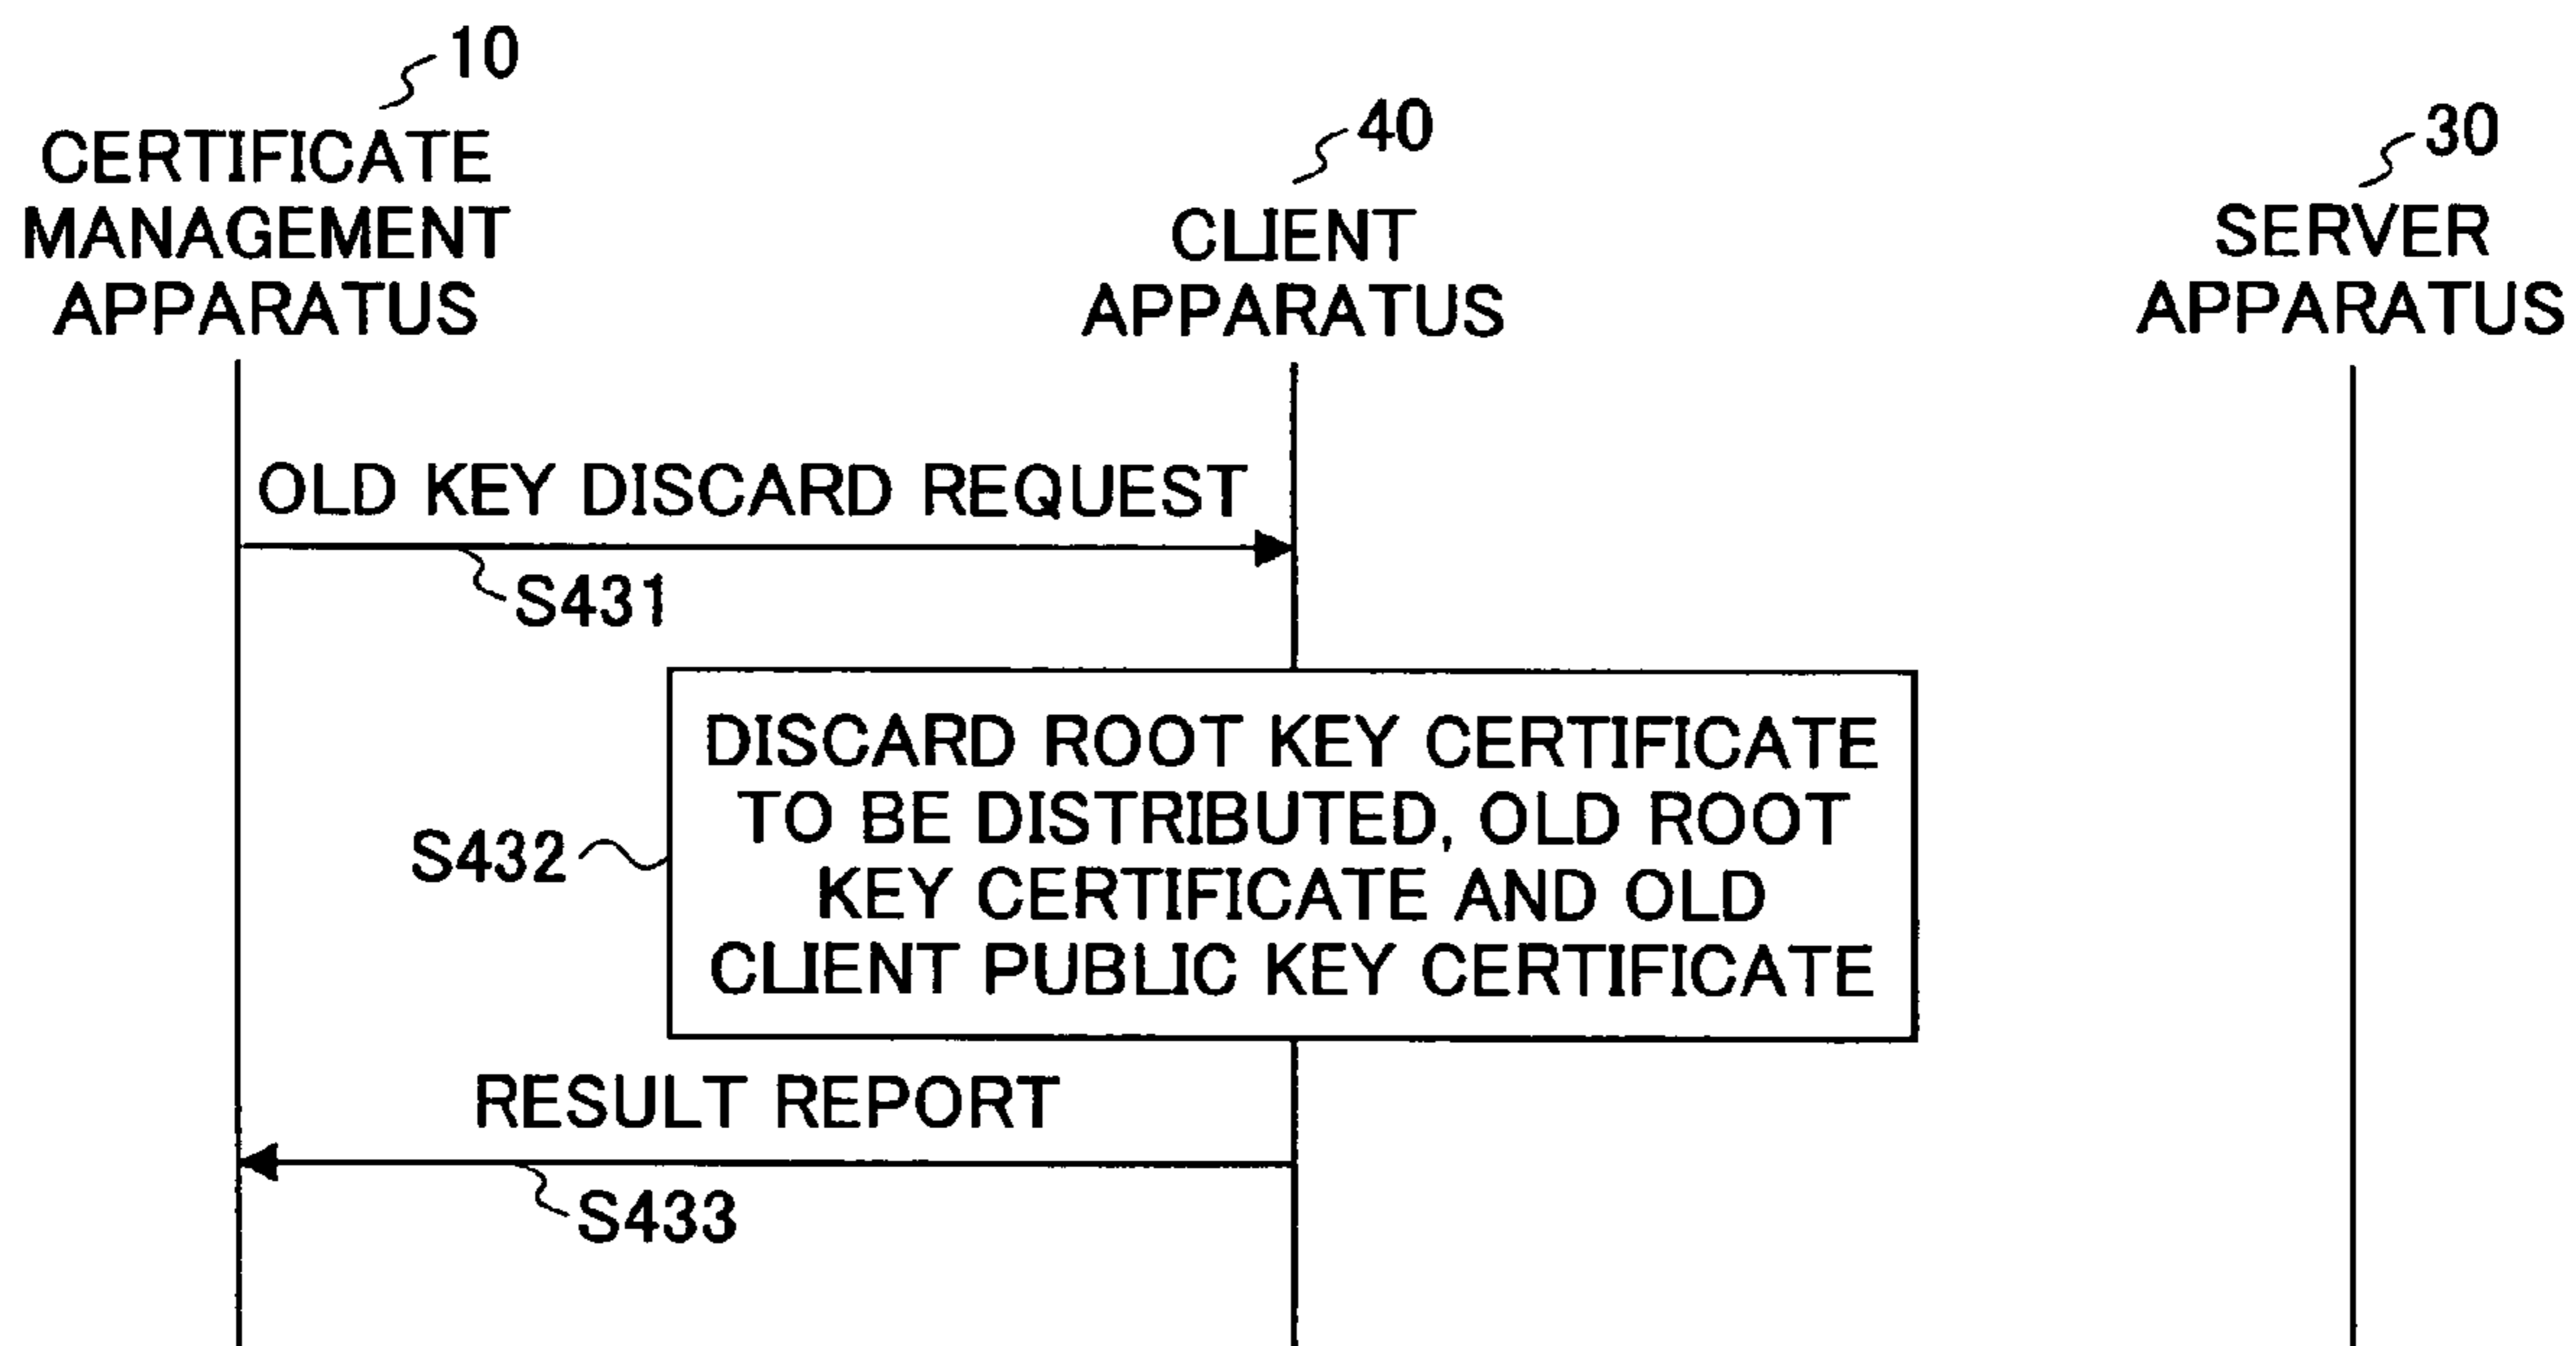 10
CERTIFICATE
MANAGEMENT
APPARATUS
40
CLIENT
APPARATUS
30
SERVER
APPARATUS
OLD KEY DISCARD REQUEST
S431
DISCARD ROOT KEY CERTIFICATE
TO BE DISTRIBUTED, OLD ROOT
KEY CERTIFICATE AND OLD
CLIENT PUBLIC KEY CERTIFICATE
S432
RESULT REPORT
S433